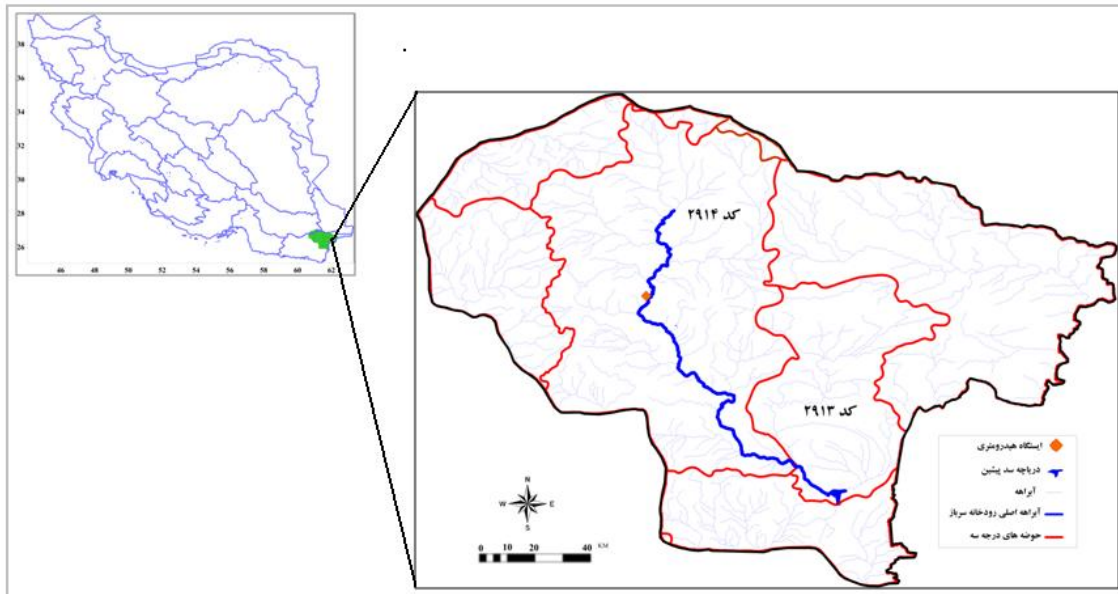 38
36
34
32
30
28
26
46 48 50 52 54 56 58 60 62
کد ۲۹۱۴
کد ۲۹۱۳
ایستگاه هیدرومتری
دریاچه سد پیشین
آبراهه
آبراهه اصلی رودخانه سرباز
حوضه های درجه سه
N
W E
S
0 10 20 40 KM